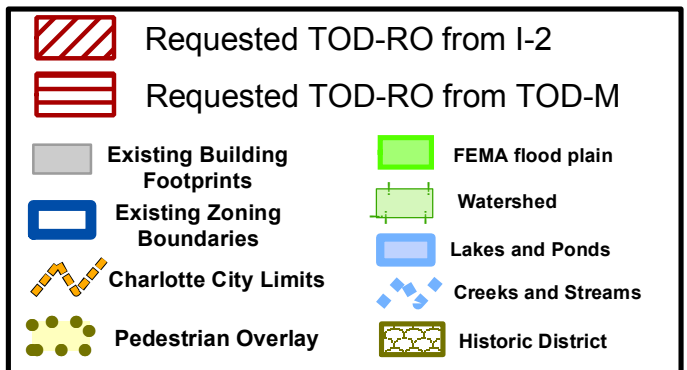 Requested TOD-RO from I-2
Requested TOD-RO from TOD-M
Existing Building
Footprints
Existing Zoning
Boundaries
Charlotte City Limits
Pedestrian Overlay
FEMA flood plain
Watershed
Lakes and Ponds
Creeks and Streams
Historic District